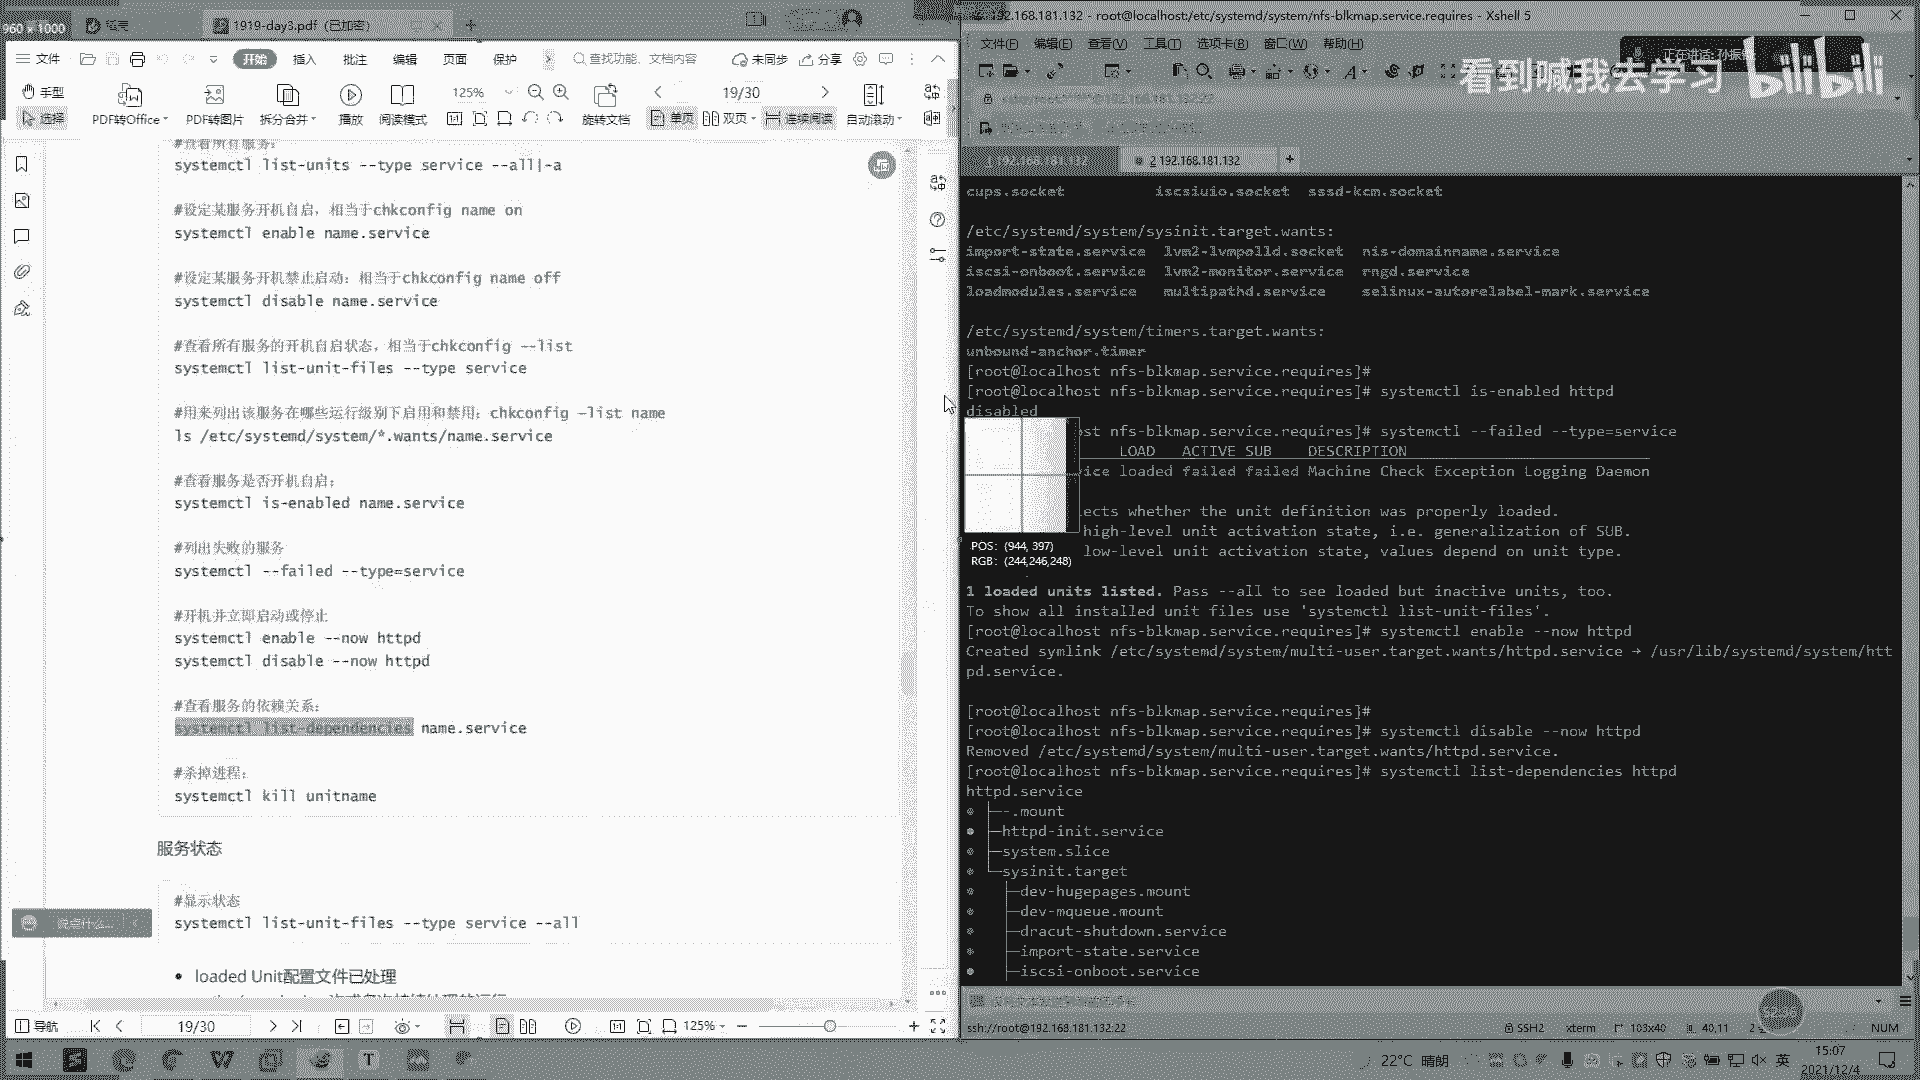 960 x 1000
1919-day3.pdf（已加密）
文件
开始
插入
批注
编辑
页面
保护
查找功能、文档内容
未同步
分享
手型
选择
PDF转Office
PDF转图片
拆分合并
125%
播放
阅读模式
旋转文档
19/30
单页
双页
连续阅读
自动滚动
#查看所有服务：
systemctl list-units --type service --all|-a
#设定某服务开机自启，相当于chkconfig name on
systemctl enable name.service
#设定某服务开机禁止启动：相当于chkconfig name off
systemctl disable name.service
#查看所有服务的开机自启状态，相当于chkconfig --list
systemctl list-unit-files --type service
#用来列出该服务在哪些运行级别下启用和禁用：chkconfig –list name
ls /etc/systemd/system/*.wants/name.service
#查看服务是否开机自启：
systemctl is-enabled name.service
#列出失败的服务
systemctl --failed --type=service
#开机并立即启动或停止
systemctl enable --now httpd
systemctl disable --now httpd
#查看服务的依赖关系：
systemctl list-dependencies name.service
#杀掉进程：
systemctl kill unitname
服务状态
#显示状态
systemctl list-unit-files --type service --all
• loaded Unit配置文件已处理
说点什么...
导航
19/30
125%
192.168.181.132 - root@localhost:/etc/systemd/system/nfs-blkmap.service.requires - Xshell 5
文件(F) 编辑(E) 查看(V) 工具(T) 选项卡(B) 窗口(W) 帮助(H)
看到喊我去学习 bilibili
1 192.168.181.132
2 192.168.181.132
cups.socket iscsiuio.socket sssd-kcm.socket
/etc/systemd/system/sysinit.target.wants:
import-state.service lvm2-lvmpolld.socket nis-domainname.service
iscsi-onboot.service lvm2-monitor.service rngd.service
loadmodules.service multipathd.service selinux-autorelabel-mark.service
/etc/systemd/system/timers.target.wants:
unbound-anchor.timer
[root@localhost nfs-blkmap.service.requires]#
[root@localhost nfs-blkmap.service.requires]# systemctl is-enabled httpd
disabled
ost nfs-blkmap.service.requires]# systemctl --failed --type=service
LOAD ACTIVE SUB DESCRIPTION
vice loaded failed failed Machine Check Exception Logging Daemon
lects whether the unit definition was properly loaded.
high-level unit activation state, i.e. generalization of SUB.
low-level unit activation state, values depend on unit type.
POS: (944, 397)
RGB: (244,246,248)
1 loaded units listed. Pass --all to see loaded but inactive units, too.
To show all installed unit files use 'systemctl list-unit-files'.
[root@localhost nfs-blkmap.service.requires]# systemctl enable --now httpd
Created symlink /etc/systemd/system/multi-user.target.wants/httpd.service → /usr/lib/systemd/system/htt
pd.service.
[root@localhost nfs-blkmap.service.requires]#
[root@localhost nfs-blkmap.service.requires]# systemctl disable --now httpd
Removed /etc/systemd/system/multi-user.target.wants/httpd.service.
[root@localhost nfs-blkmap.service.requires]# systemctl list-dependencies httpd
httpd.service
● ├─-.mount
● ├─httpd-init.service
● ├─system.slice
● └─sysinit.target
● ├─dev-hugepages.mount
● ├─dev-mqueue.mount
● ├─dracut-shutdown.service
● ├─import-state.service
● ├─iscsi-onboot.service
ssh://root@192.168.181.132:22
SSH2 xterm 103x40 40,11 NUM
22°C 晴朗
英
15:07
2021/12/4